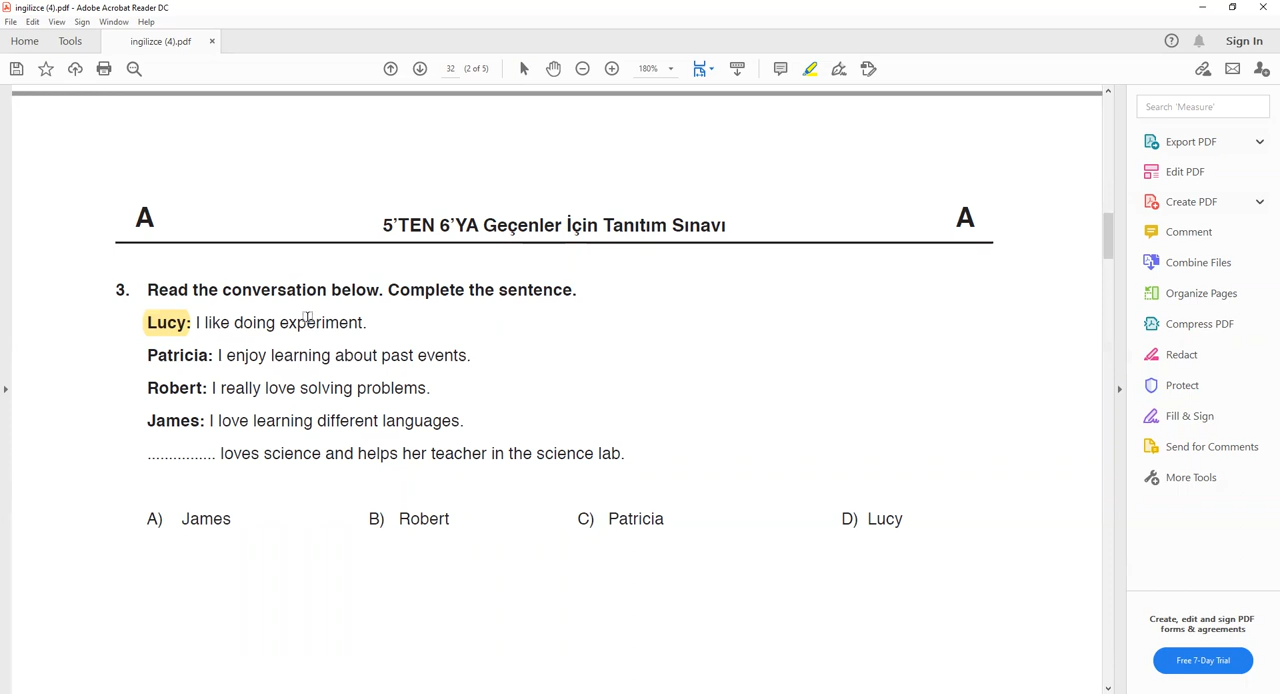 ingilizce (4).pdf - Adobe Acrobat Reader DC
File Edit View Sign Window Help
Home Tools ingilizce (4).pdf × Sign In
32 (2 of 5) 180%
Search 'Measure'
Export PDF
Edit PDF
Create PDF
Comment
Combine Files
Organize Pages
Compress PDF
Redact
Protect
Fill & Sign
Send for Comments
More Tools
Create, edit and sign PDF
forms & agreements
Free 7-Day Trial
A 5'TEN 6'YA Geçenler İçin Tanıtım Sınavı A
3. Read the conversation below. Complete the sentence.
Lucy: I like doing experiment.
Patricia: I enjoy learning about past events.
Robert: I really love solving problems.
James: I love learning different languages.
................ loves science and helps her teacher in the science lab.
A) James B) Robert C) Patricia D) Lucy